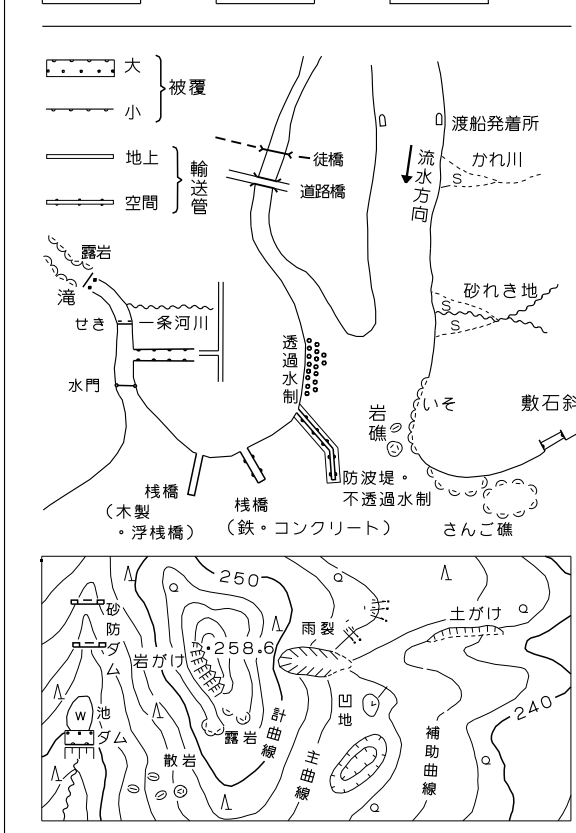 大
小
被覆
地上
空間
輸送管
徒橋
道路橋
渡船発着所
流水方向
かれ川
S
露岩
滝
せき
一条河川
水門
透過水制
砂れき地
S
S
岩礁
いそ
敷石斜
桟橋
(木製
・浮桟橋)
桟橋
(鉄・コンクリート)
防波堤・
不透過水制
さんご礁
砂防ダム
250
258.6
岩がけ
雨裂
土がけ
池
W
ダム
露岩
散岩
計曲線
主曲線
凹地
補助曲線
240